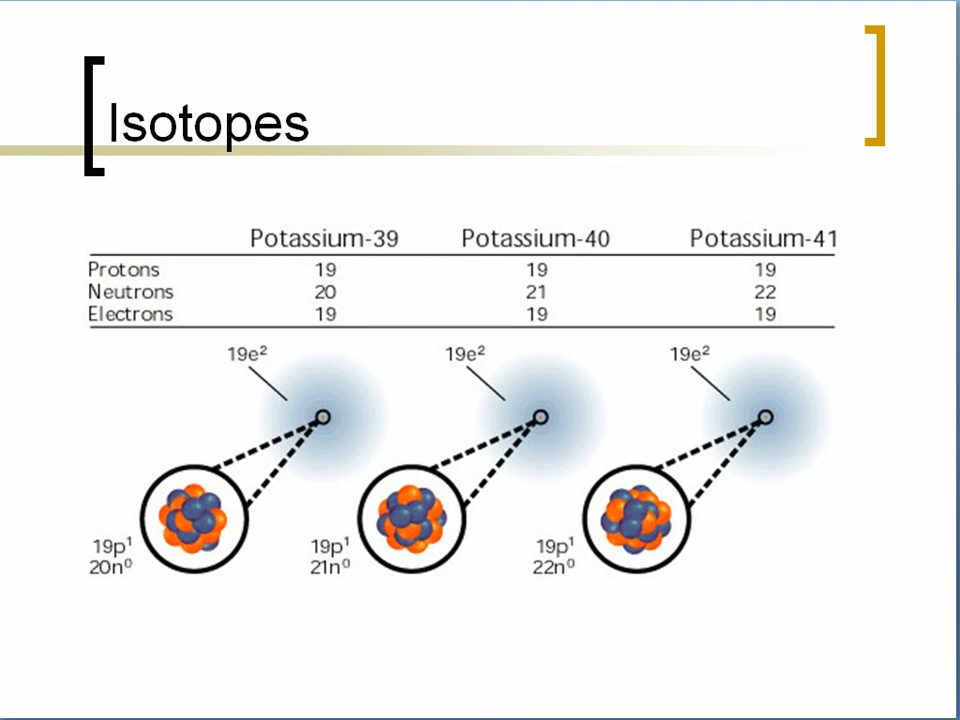 Isotopes
Potassium-39 Potassium-40 Potassium-41
Protons 19 19 19
Neutrons 20 21 22
Electrons 19 19 19
19e² 19e² 19e²
19p¹ 19p¹ 19p¹
20n⁰ 21n⁰ 22n⁰